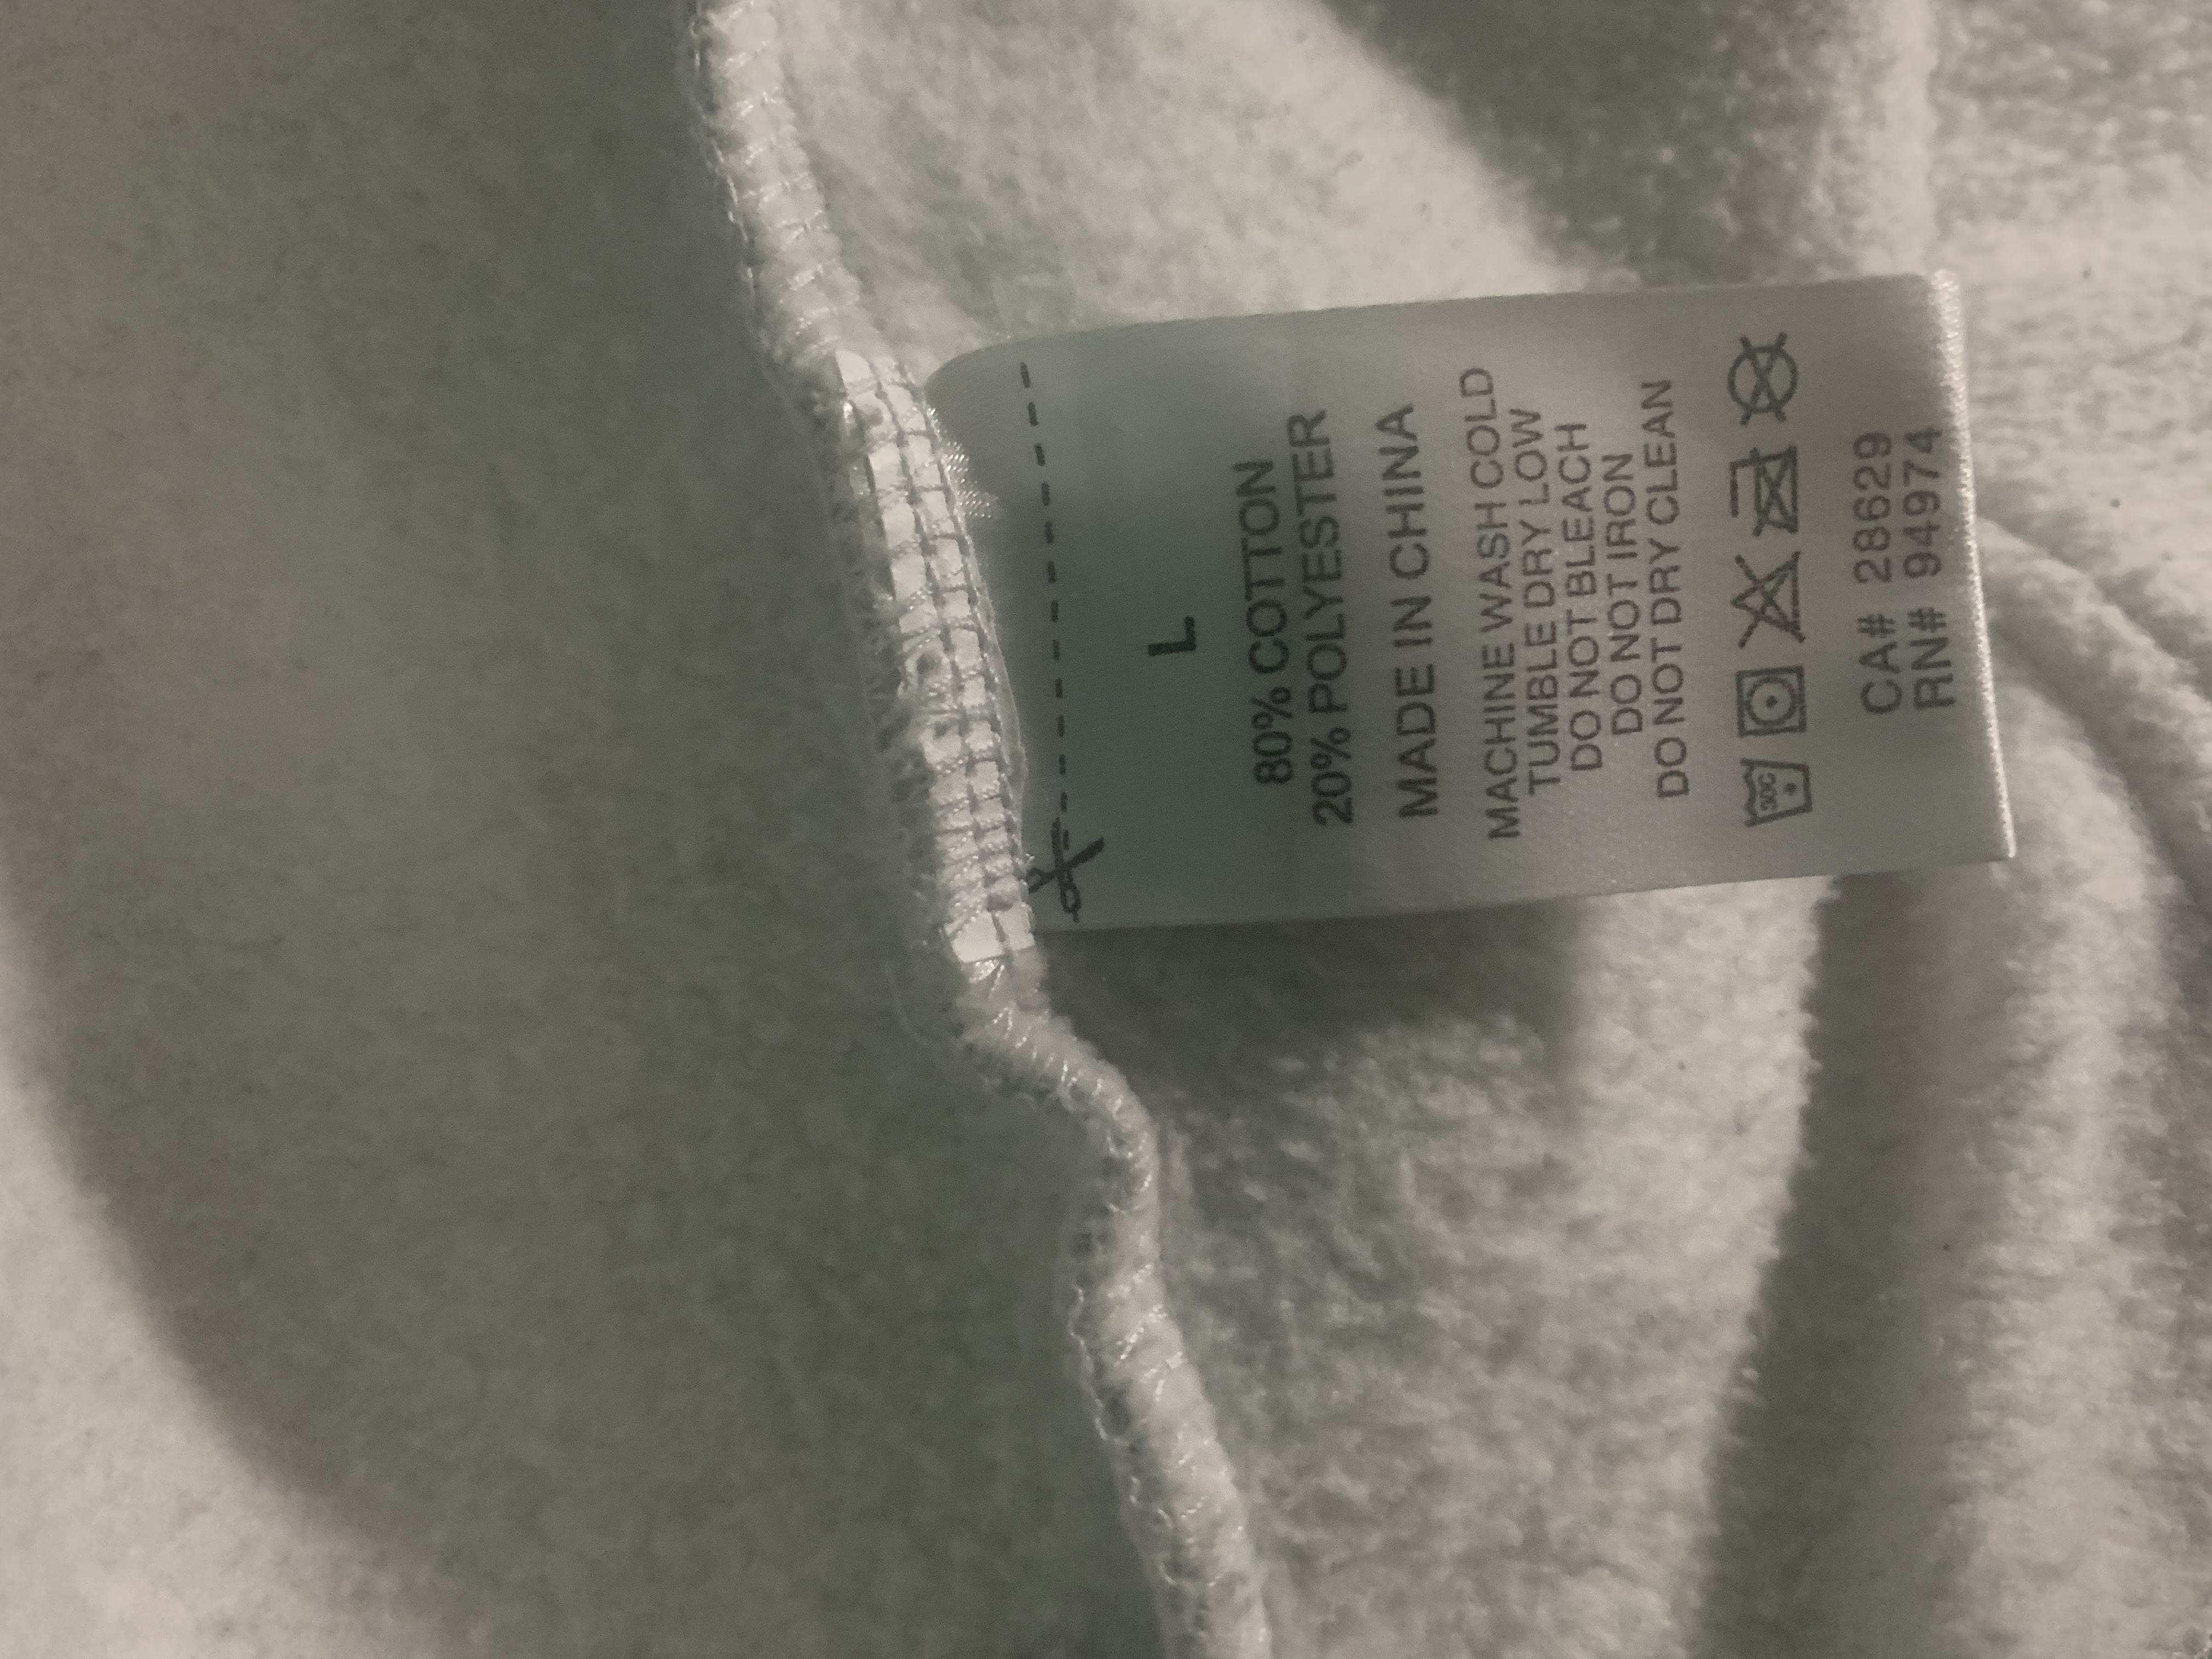 L
80% COTTON
20% POLYESTER
MADE IN CHINA
MACHINE WASH COLD
TUMBLE DRY LOW
DO NOT BLEACH
DO NOT IRON
DO NOT DRY CLEAN
30C
CA# 28629
RN# 94974